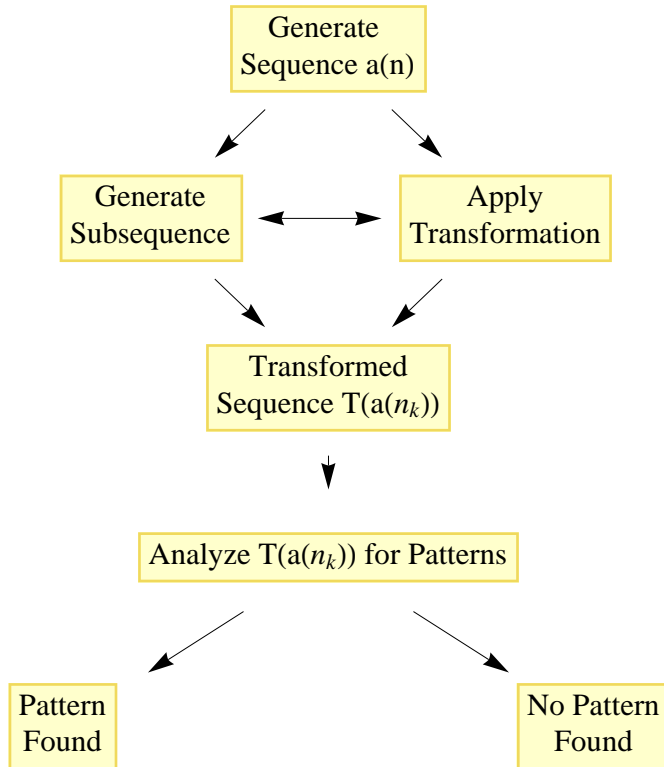 Generate
Sequence a(n)
Generate
Subsequence
Apply
Transformation
Transformed
Sequence T(a(n_k))
Analyze T(a(n_k)) for Patterns
Pattern
Found
No Pattern
Found